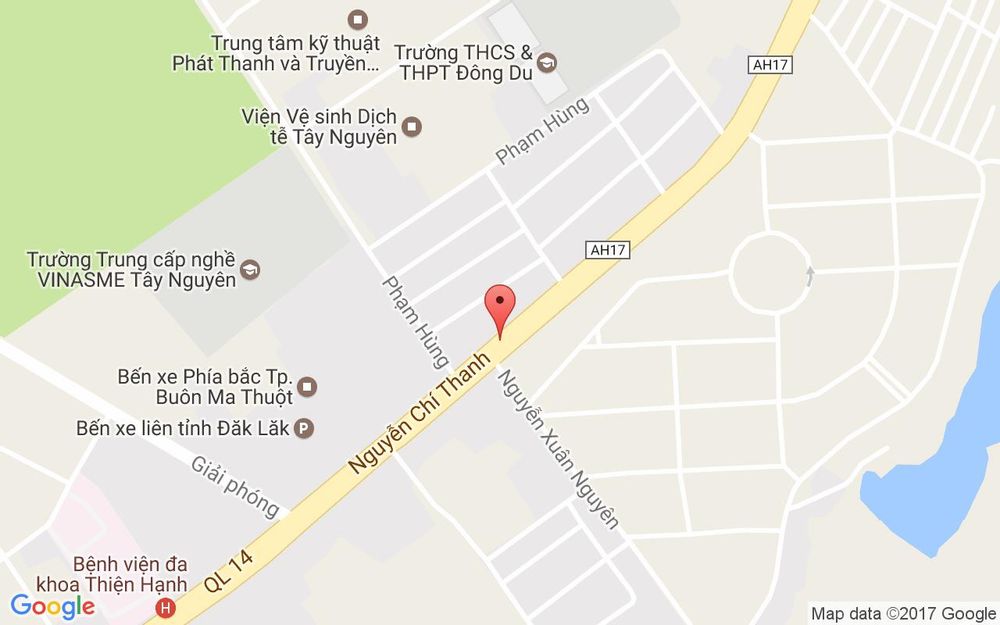 Trung tâm kỹ thuật
Phát Thanh và Truyền...
Trường THCS &
THPT Đông Du
AH17
Viện Vệ sinh Dịch
tễ Tây Nguyên
Phạm Hùng
AH17
Trường Trung cấp nghề
VINASME Tây Nguyên
Phạm Hùng
Bến xe Phía bắc Tp.
Buôn Ma Thuột
Nguyễn Chí Thanh
Bến xe liên tỉnh Đăk Lăk
P
Nguyễn Xuân Nguyên
Giải phóng
QL 14
Bệnh viện đa
khoa Thiện Hạnh
H
Google
Map data ©2017 Google